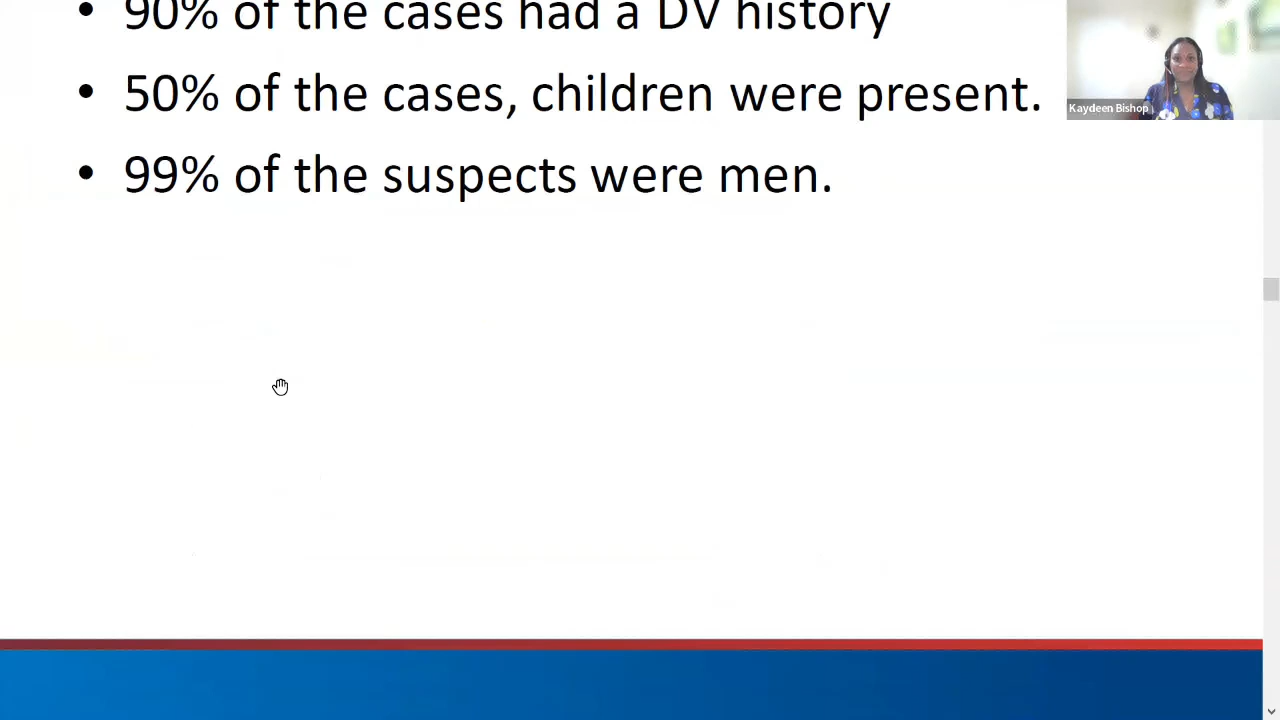 • 90% of the cases had a DV history
• 50% of the cases, children were present.
Kaydeen Bishop
• 99% of the suspects were men.